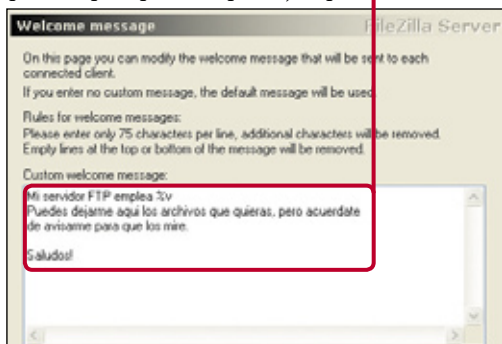 Welcome message
FileZilla Server
On this page you can modify the welcome message that will be sent to each
connected client.
If you enter no custom message, the default message will be used.
Rules for welcome messages:
Please enter only 75 characters per line, additional characters will be removed.
Empty lines at the top or bottom of the message will be removed.
Custom welcome message:
Mi servidor FTP emplea %v
Puedes dejarme aqui los archivos que quieras, pero acuerdate
de avisarme para que los mire.
Saludos!